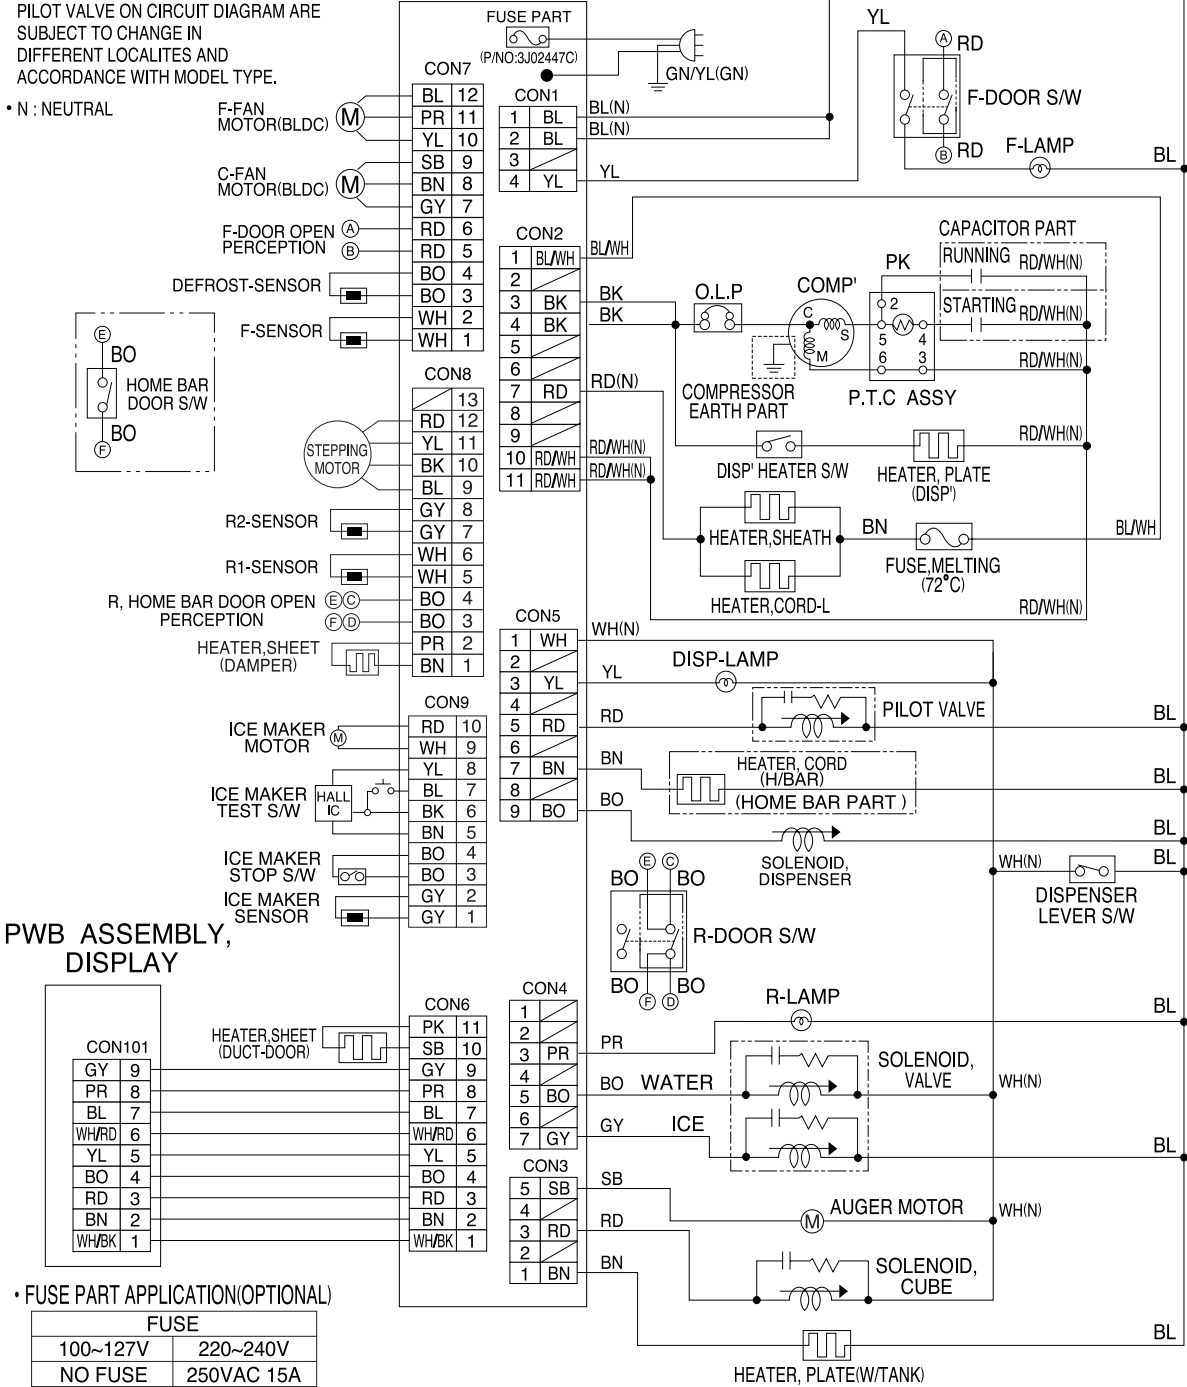 PILOT VALVE ON CIRCUIT DIAGRAM ARE
SUBJECT TO CHANGE IN
DIFFERENT LOCALITES AND
ACCORDANCE WITH MODEL TYPE.
• N : NEUTRAL
FUSE PART
(P/NO:3J02447C)
GN/YL(GN)
CON7
BL 12
PR 11
YL 10
SB 9
BN 8
GY 7
RD 6
RD 5
BO 4
BO 3
WH 2
WH 1
F-FAN
MOTOR(BLDC)
M
C-FAN
MOTOR(BLDC)
M
F-DOOR OPEN
PERCEPTION
A
B
DEFROST-SENSOR
F-SENSOR
E
BO
HOME BAR
DOOR S/W
BO
F
CON8
13
RD 12
YL 11
BK 10
BL 9
GY 8
GY 7
WH 6
WH 5
BO 4
BO 3
PR 2
BN 1
STEPPING
MOTOR
R2-SENSOR
R1-SENSOR
R, HOME BAR DOOR OPEN
PERCEPTION
E C
F D
HEATER,SHEET
(DAMPER)
CON9
RD 10
WH 9
YL 8
BL 7
BK 6
BN 5
BO 4
BO 3
GY 2
GY 1
ICE MAKER
MOTOR
M
ICE MAKER
TEST S/W
HALL
IC
ICE MAKER
STOP S/W
ICE MAKER
SENSOR
PWB ASSEMBLY,
DISPLAY
CON101
GY 9
PR 8
BL 7
WH/RD 6
YL 5
BO 4
RD 3
BN 2
WH/BK 1
HEATER,SHEET
(DUCT-DOOR)
CON6
PK 11
SB 10
GY 9
PR 8
BL 7
WH/RD 6
YL 5
BO 4
RD 3
BN 2
WH/BK 1
• FUSE PART APPLICATION(OPTIONAL)
FUSE
100~127V 220~240V
NO FUSE 250VAC 15A
CON1
1 BL
2 BL
3
4 YL
BL(N)
BL(N)
YL
YL
A RD
F-DOOR S/W
B RD
F-LAMP
BL
CON2
1 BL/WH
2
3 BK
4 BK
5
6
7 RD
8
9
10 RD/WH
11 RD/WH
BL/WH
BK
BK
RD(N)
RD/WH(N)
RD/WH(N)
O.L.P
COMP'
C
S
M
COMPRESSOR
EARTH PART
PK
2
5 4
6 3
P.T.C ASSY
CAPACITOR PART
RUNNING
RD/WH(N)
STARTING
RD/WH(N)
RD/WH(N)
RD/WH(N)
DISP' HEATER S/W
HEATER, PLATE
(DISP')
HEATER,SHEATH
HEATER,CORD-L
BN
FUSE,MELTING
(72°C)
BL/WH
RD/WH(N)
CON5
1 WH
2
3 YL
4
5 RD
6
7 BN
8
9 BO
WH(N)
YL
RD
BN
BO
DISP-LAMP
PILOT VALVE
BL
HEATER, CORD
(H/BAR)
(HOME BAR PART )
BL
SOLENOID,
DISPENSER
BL
WH(N)
BL
DISPENSER
LEVER S/W
E C
BO BO
R-DOOR S/W
BO BO
F D
CON4
1
2
3 PR
4
5 BO
6
7 GY
PR
BO
GY
R-LAMP
BL
WATER
ICE
SOLENOID,
VALVE
WH(N)
BL
CON3
5 SB
4
3 RD
2
1 BN
SB
RD
BN
M
AUGER MOTOR
WH(N)
SOLENOID,
CUBE
HEATER, PLATE(W/TANK)
BL